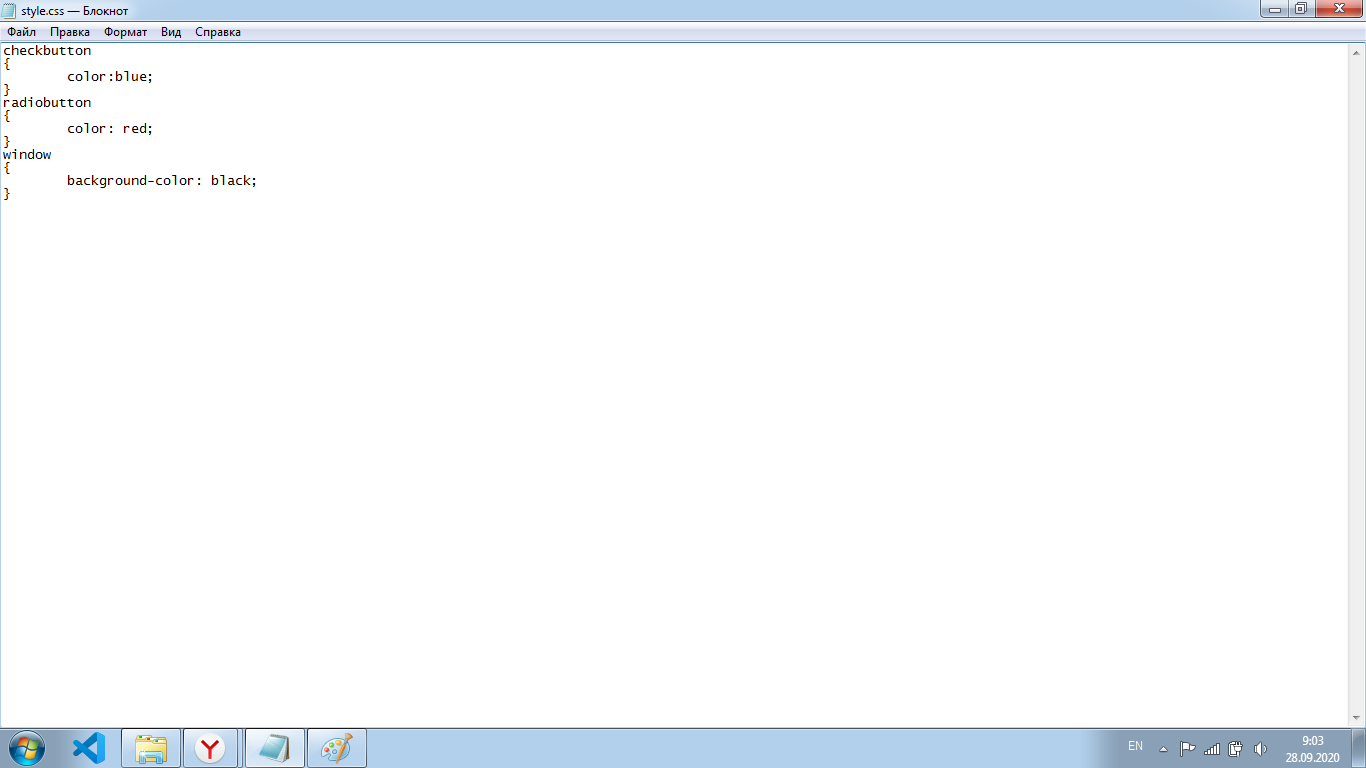 style.css — Блокнот
Файл Правка Формат Вид Справка
checkbutton
{
	color:blue;
}
radiobutton
{
	color: red;
}
window
{
	background-color: black;
}
EN
9:03
28.09.2020